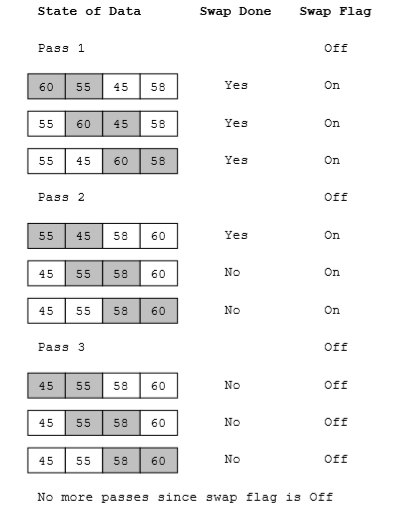 State of Data Swap Done Swap Flag
Pass 1 Off
60 55 45 58 Yes On
55 60 45 58 Yes On
55 45 60 58 Yes On
Pass 2 Off
55 45 58 60 Yes On
45 55 58 60 No On
45 55 58 60 No On
Pass 3 Off
45 55 58 60 No Off
45 55 58 60 No Off
45 55 58 60 No Off
No more passes since swap flag is Off